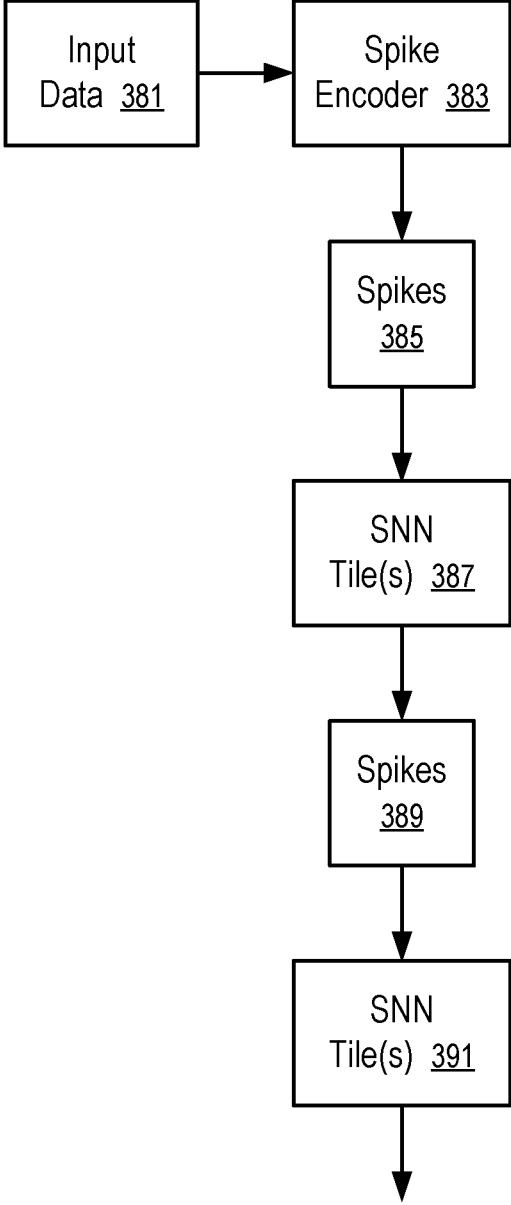 Input
Data 381
Spike
Encoder 383
Spikes
385
SNN
Tile(s) 387
Spikes
389
SNN
Tile(s) 391